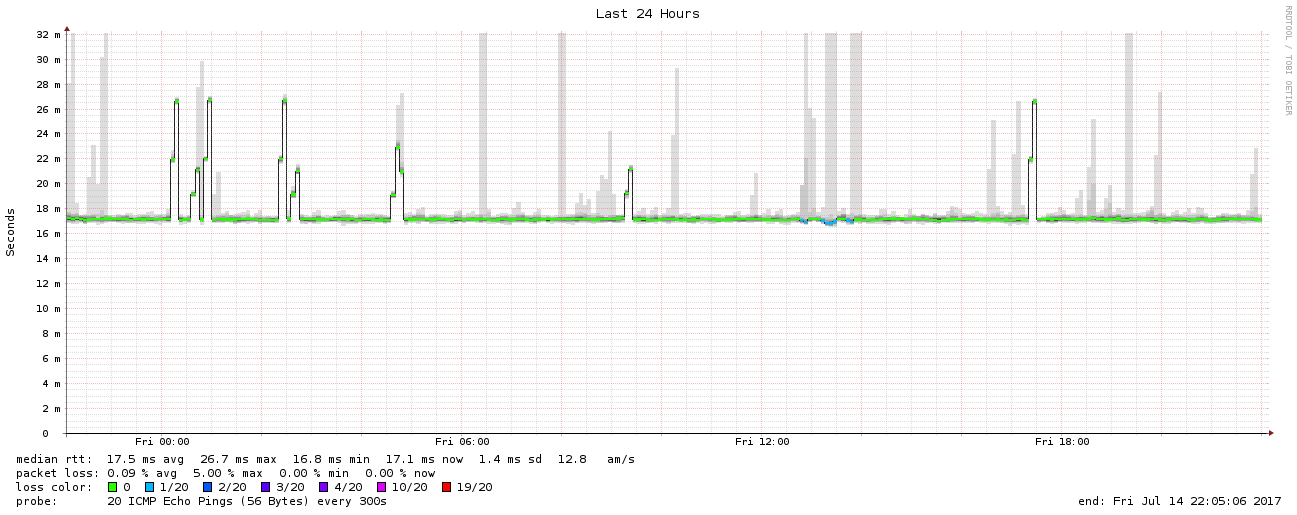 Last 24 Hours
RRDTOOL / TOBI OETIKER
Seconds
32 m
30 m
28 m
26 m
24 m
22 m
20 m
18 m
16 m
14 m
12 m
10 m
8 m
6 m
4 m
2 m
0
Fri 00:00 Fri 06:00 Fri 12:00 Fri 18:00
median rtt: 17.5 ms avg 26.7 ms max 16.8 ms min 17.1 ms now 1.4 ms sd 12.8 am/s
packet loss: 0.09 % avg 5.00 % max 0.00 % min 0.00 % now
loss color: 0 1/20 2/20 3/20 4/20 10/20 19/20
probe: 20 ICMP Echo Pings (56 Bytes) every 300s end: Fri Jul 14 22:05:06 2017